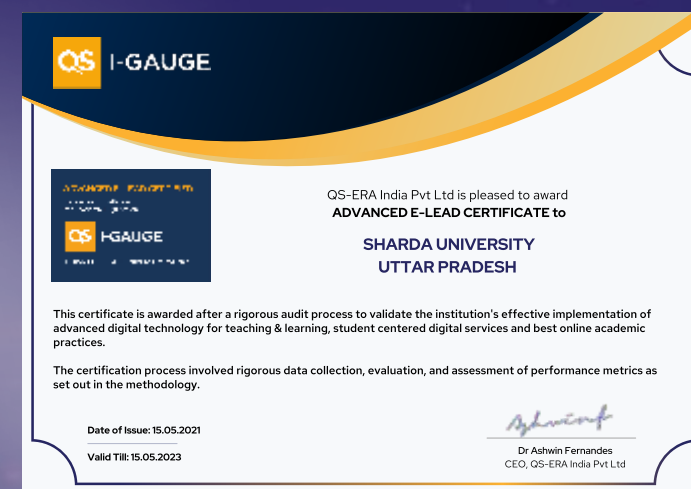 QS I-GAUGE
QS I-GAUGE
QS-ERA India Pvt Ltd is pleased to award
ADVANCED E-LEAD CERTIFICATE to
SHARDA UNIVERSITY
UTTAR PRADESH
This certificate is awarded after a rigorous audit process to validate the institution's effective implementation of
advanced digital technology for teaching & learning, student centered digital services and best online academic
practices.
The certification process involved rigorous data collection, evaluation, and assessment of performance metrics as
set out in the methodology.
Date of Issue: 15.05.2021
Valid Till: 15.05.2023
Dr Ashwin Fernandes
CEO, QS-ERA India Pvt Ltd